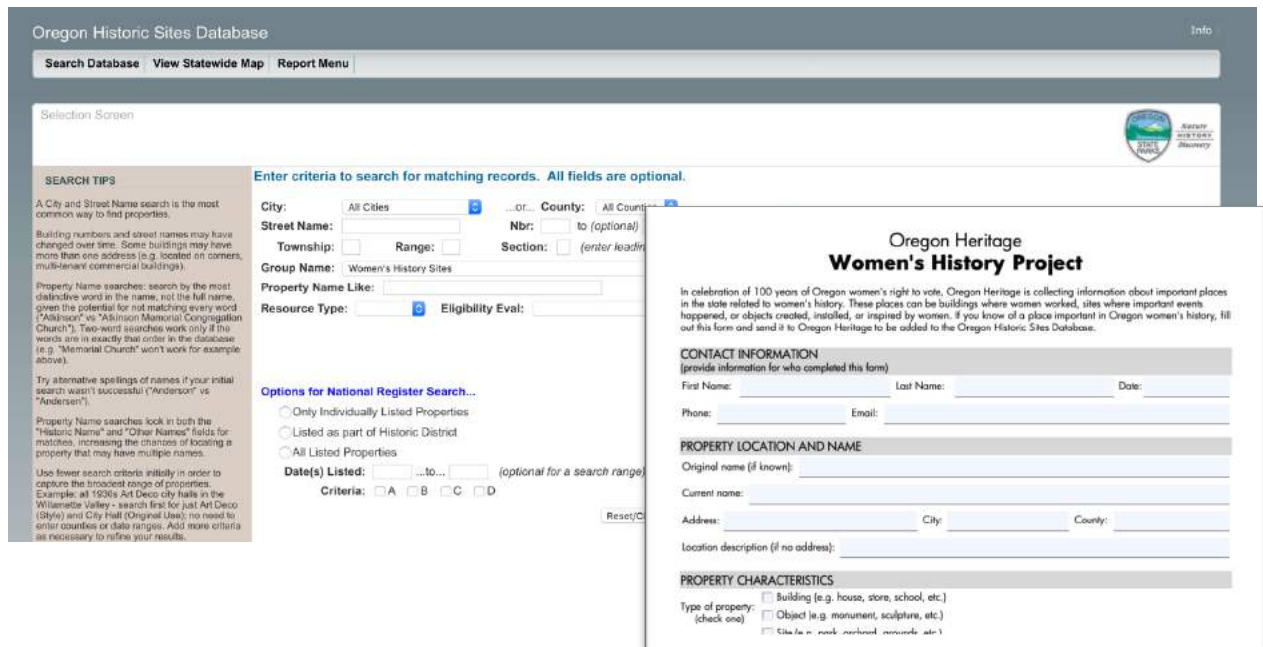 Oregon Historic Sites Database
Info
Search Database View Statewide Map Report Menu
Selection Screen
OREGON
STATE
PARKS
Nature
HISTORY
Discovery
SEARCH TIPS
A City and Street Name search is the most
common way to find properties.
Building numbers and street names may have
changed over time. Some buildings may have
more than one address (e.g. located on corners,
multi-tenant commercial buildings).
Property Name searches: search by the most
distinctive word in the name, not the full name,
given the potential for not matching every word
("Atkinson" vs "Atkinson Memorial Congregation
Church"). Two-word searches work only if the
words are in exactly that order in the database
(e.g. "Memorial Church" won't work for example
above).
Try alternative spellings of names if your initial
search wasn't successful ("Anderson" vs
"Andersen").
Property Name searches look in both the
"Historic Name" and "Other Names" fields for
matches, increasing the chances of locating a
property that may have multiple names.
Use fewer search criteria initially in order to
capture the broadest range of properties.
Example: all 1930s Art Deco city halls in the
Willamette Valley - search first for just Art Deco
(Style) and City Hall (Original Use); no need to
enter counties or date ranges. Add more criteria
as necessary to refine your results.
Enter criteria to search for matching records. All fields are optional.
City: All Cities ...or... County: All Counties
Street Name: Nbr: to (optional)
Township: Range: Section: (enter leadin
Group Name: Women's History Sites
Property Name Like:
Resource Type: Eligibility Eval:
Options for National Register Search...
Only Individually Listed Properties
Listed as part of Historic District
All Listed Properties
Date(s) Listed: ...to... (optional for a search range)
Criteria: A B C D
Reset/Cl
Oregon Heritage
Women's History Project
In celebration of 100 years of Oregon women's right to vote, Oregon Heritage is collecting information about important places
in the state related to women's history. These places can be buildings where women worked, sites where important events
happened, or objects created, installed, or inspired by women. If you know of a place important in Oregon women's history, fill
out this form and send it to Oregon Heritage to be added to the Oregon Historic Sites Database.
CONTACT INFORMATION
(provide information for who completed this form)
First Name: Last Name: Date:
Phone: Email:
PROPERTY LOCATION AND NAME
Original name (if known):
Current name:
Address: City: County:
Location description (if no address):
PROPERTY CHARACTERISTICS
Type of property:
(check one)
Building (e.g. house, store, school, etc.)
Object (e.g. monument, sculpture, etc.)
Site (e.g. park, orchard, grounds, etc.)